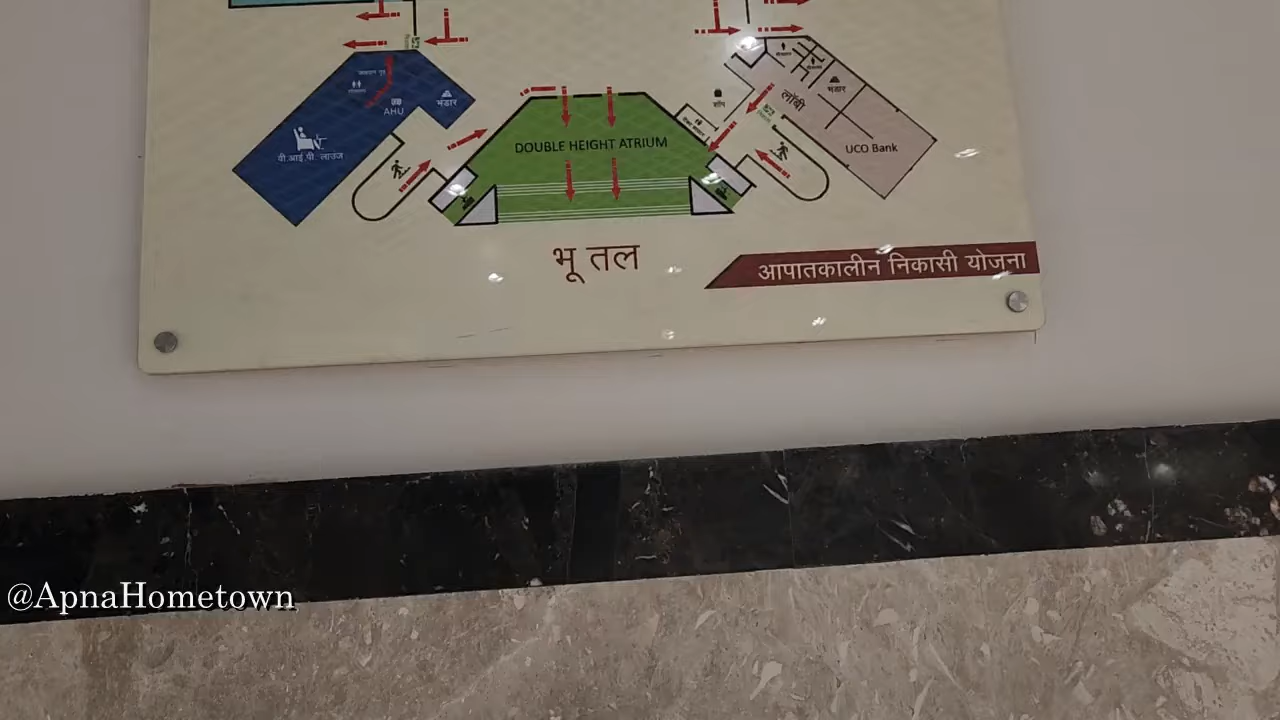 AHU
भंडार
वी.आई.पी. लाउंज
DOUBLE HEIGHT ATRIUM
शॉप
लॉबी
भंडार
UCO Bank
भू तल
आपातकालीन निकासी योजना
@ApnaHometown